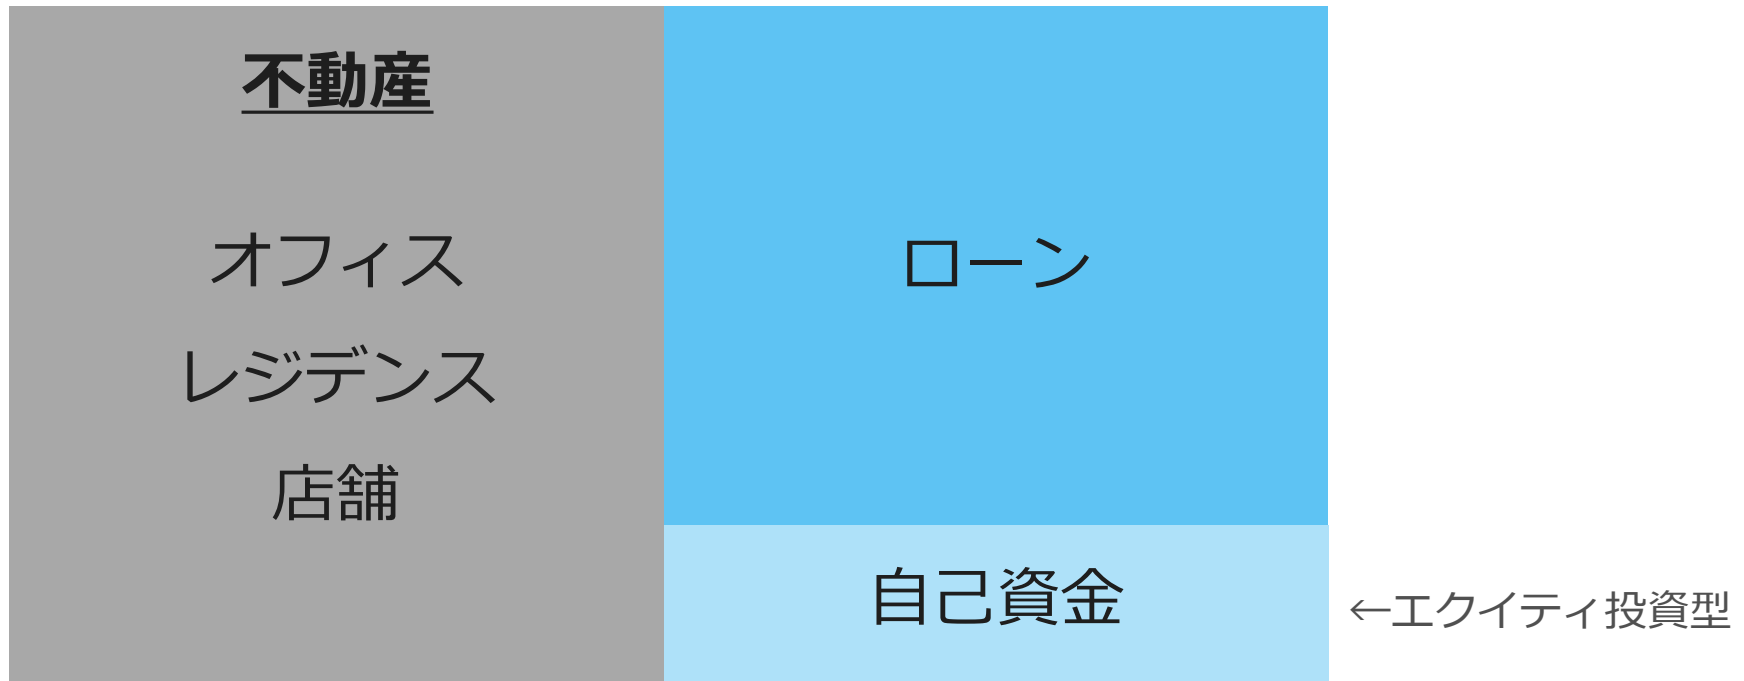 不動産
オフィス
レジデンス
店舗
ローン
自己資金
←エクイティ投資型